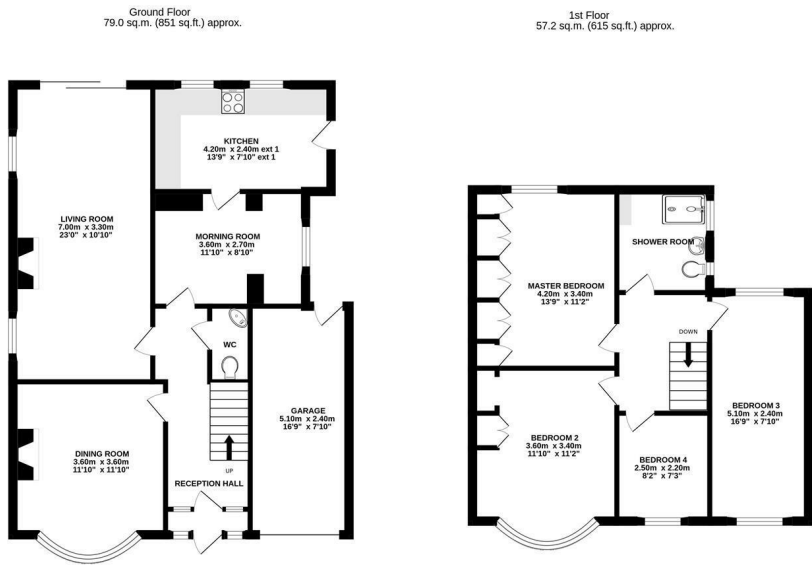 Ground Floor
79.0 sq.m. (851 sq.ft.) approx.
1st Floor
57.2 sq.m. (615 sq.ft.) approx.
KITCHEN
4.20m x 2.40m ext 1
13'9" x 7'10" ext 1
LIVING ROOM
7.00m x 3.30m
23'0" x 10'10"
MORNING ROOM
3.60m x 2.70m
11'10" x 8'10"
WC
GARAGE
5.10m x 2.40m
16'9" x 7'10"
DINING ROOM
3.60m x 3.60m
11'10" x 11'10"
UP
RECEPTION HALL
SHOWER ROOM
MASTER BEDROOM
4.20m x 3.40m
13'9" x 11'2"
DOWN
BEDROOM 3
5.10m x 2.40m
16'9" x 7'10"
BEDROOM 2
3.60m x 3.40m
11'10" x 11'2"
BEDROOM 4
2.50m x 2.20m
8'2" x 7'3"